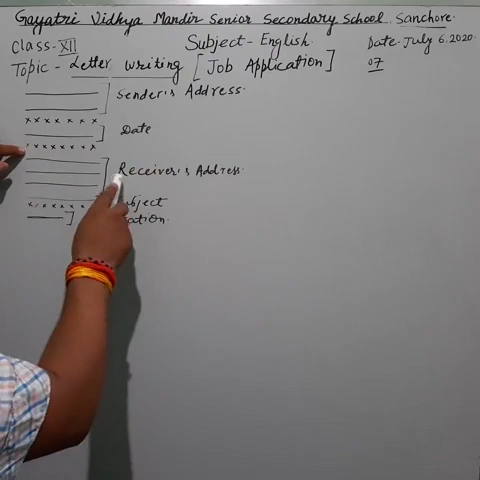 Gayatri Vidhya Mandir Senior Secondary School, Sanchore.
Class-XII Subject-English. Date. July 6.2020.
Topic - Letter writing [Job Application] 07
Sender's Address.
x x x x x x x
Date
x x x x x x x x
Receiver's Address.